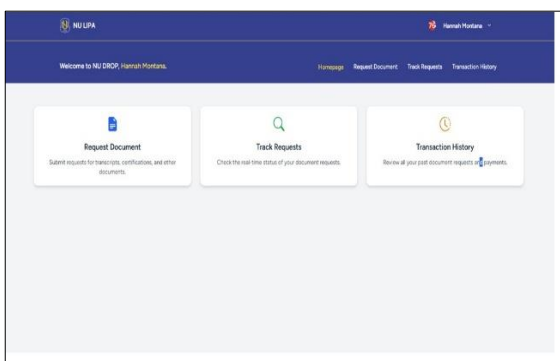 NU LIPA
Hannah Montana
Welcome to NU DROP, Hannah Montana.
Homepage Request Document Track Requests Transaction History
Request Document
Submit requests for transcripts, certifications, and other
documents.
Track Requests
Check the real-time status of your document requests.
Transaction History
Review all your past document requests and payments.